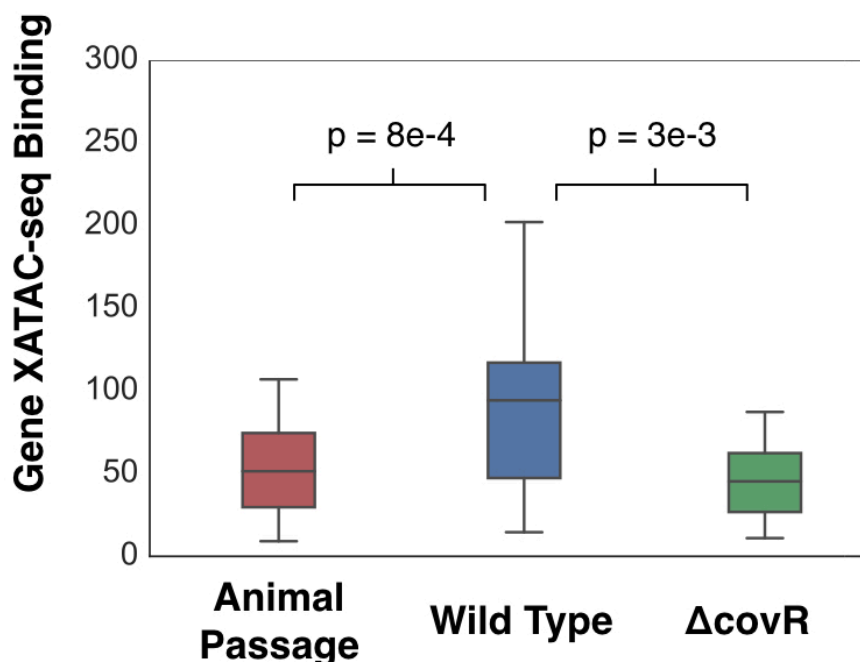 Gene XATAC-seq Binding
300
250
200
150
100
50
0
p = 8e-4
p = 3e-3
Animal
Passage
Wild Type
ΔcovR